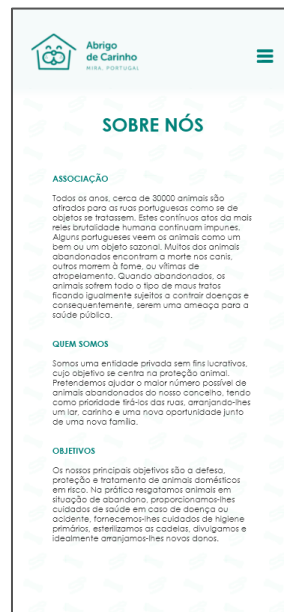 Abrigo
de Carinho
MIRA, PORTUGAL
SOBRE NÓS
ASSOCIAÇÃO
Todos os anos, cerca de 30000 animais são
atirados para as ruas portuguesas como se de
objetos se tratassem. Estes contínuos atos da mais
reles brutalidade humana continuam impunes.
Alguns portugueses veem os animais como um
bem ou um objeto sazonal. Muitos dos animais
abandonados encontram a morte nos canis,
outros morrem à fome, ou vítimas de
atropelamento. Quando abandonados, os
animais sofrem todo o tipo de maus tratos
ficando igualmente sujeitos a contrair doenças e
consequentemente, serem uma ameaça para a
saúde pública.
QUEM SOMOS
Somos uma entidade privada sem fins lucrativos,
cujo objetivo se centra na proteção animal.
Pretendemos ajudar o maior número possível de
animais abandonados do nosso concelho, tendo
como prioridade tirá-los das ruas, arranjando-lhes
um lar, carinho e uma nova oportunidade junto
de uma nova família.
OBJETIVOS
Os nossos principais objetivos são a defesa,
proteção e tratamento de animais domésticos
em risco. Na prática resgatamos animais em
situação de abandono, proporcionamos-lhes
cuidados de saúde em caso de doença ou
acidente, fornecemos-lhes cuidados de higiene
primários, esterilizamos as cadelas, divulgamos e
idealmente arranjamos-lhes novos donos.